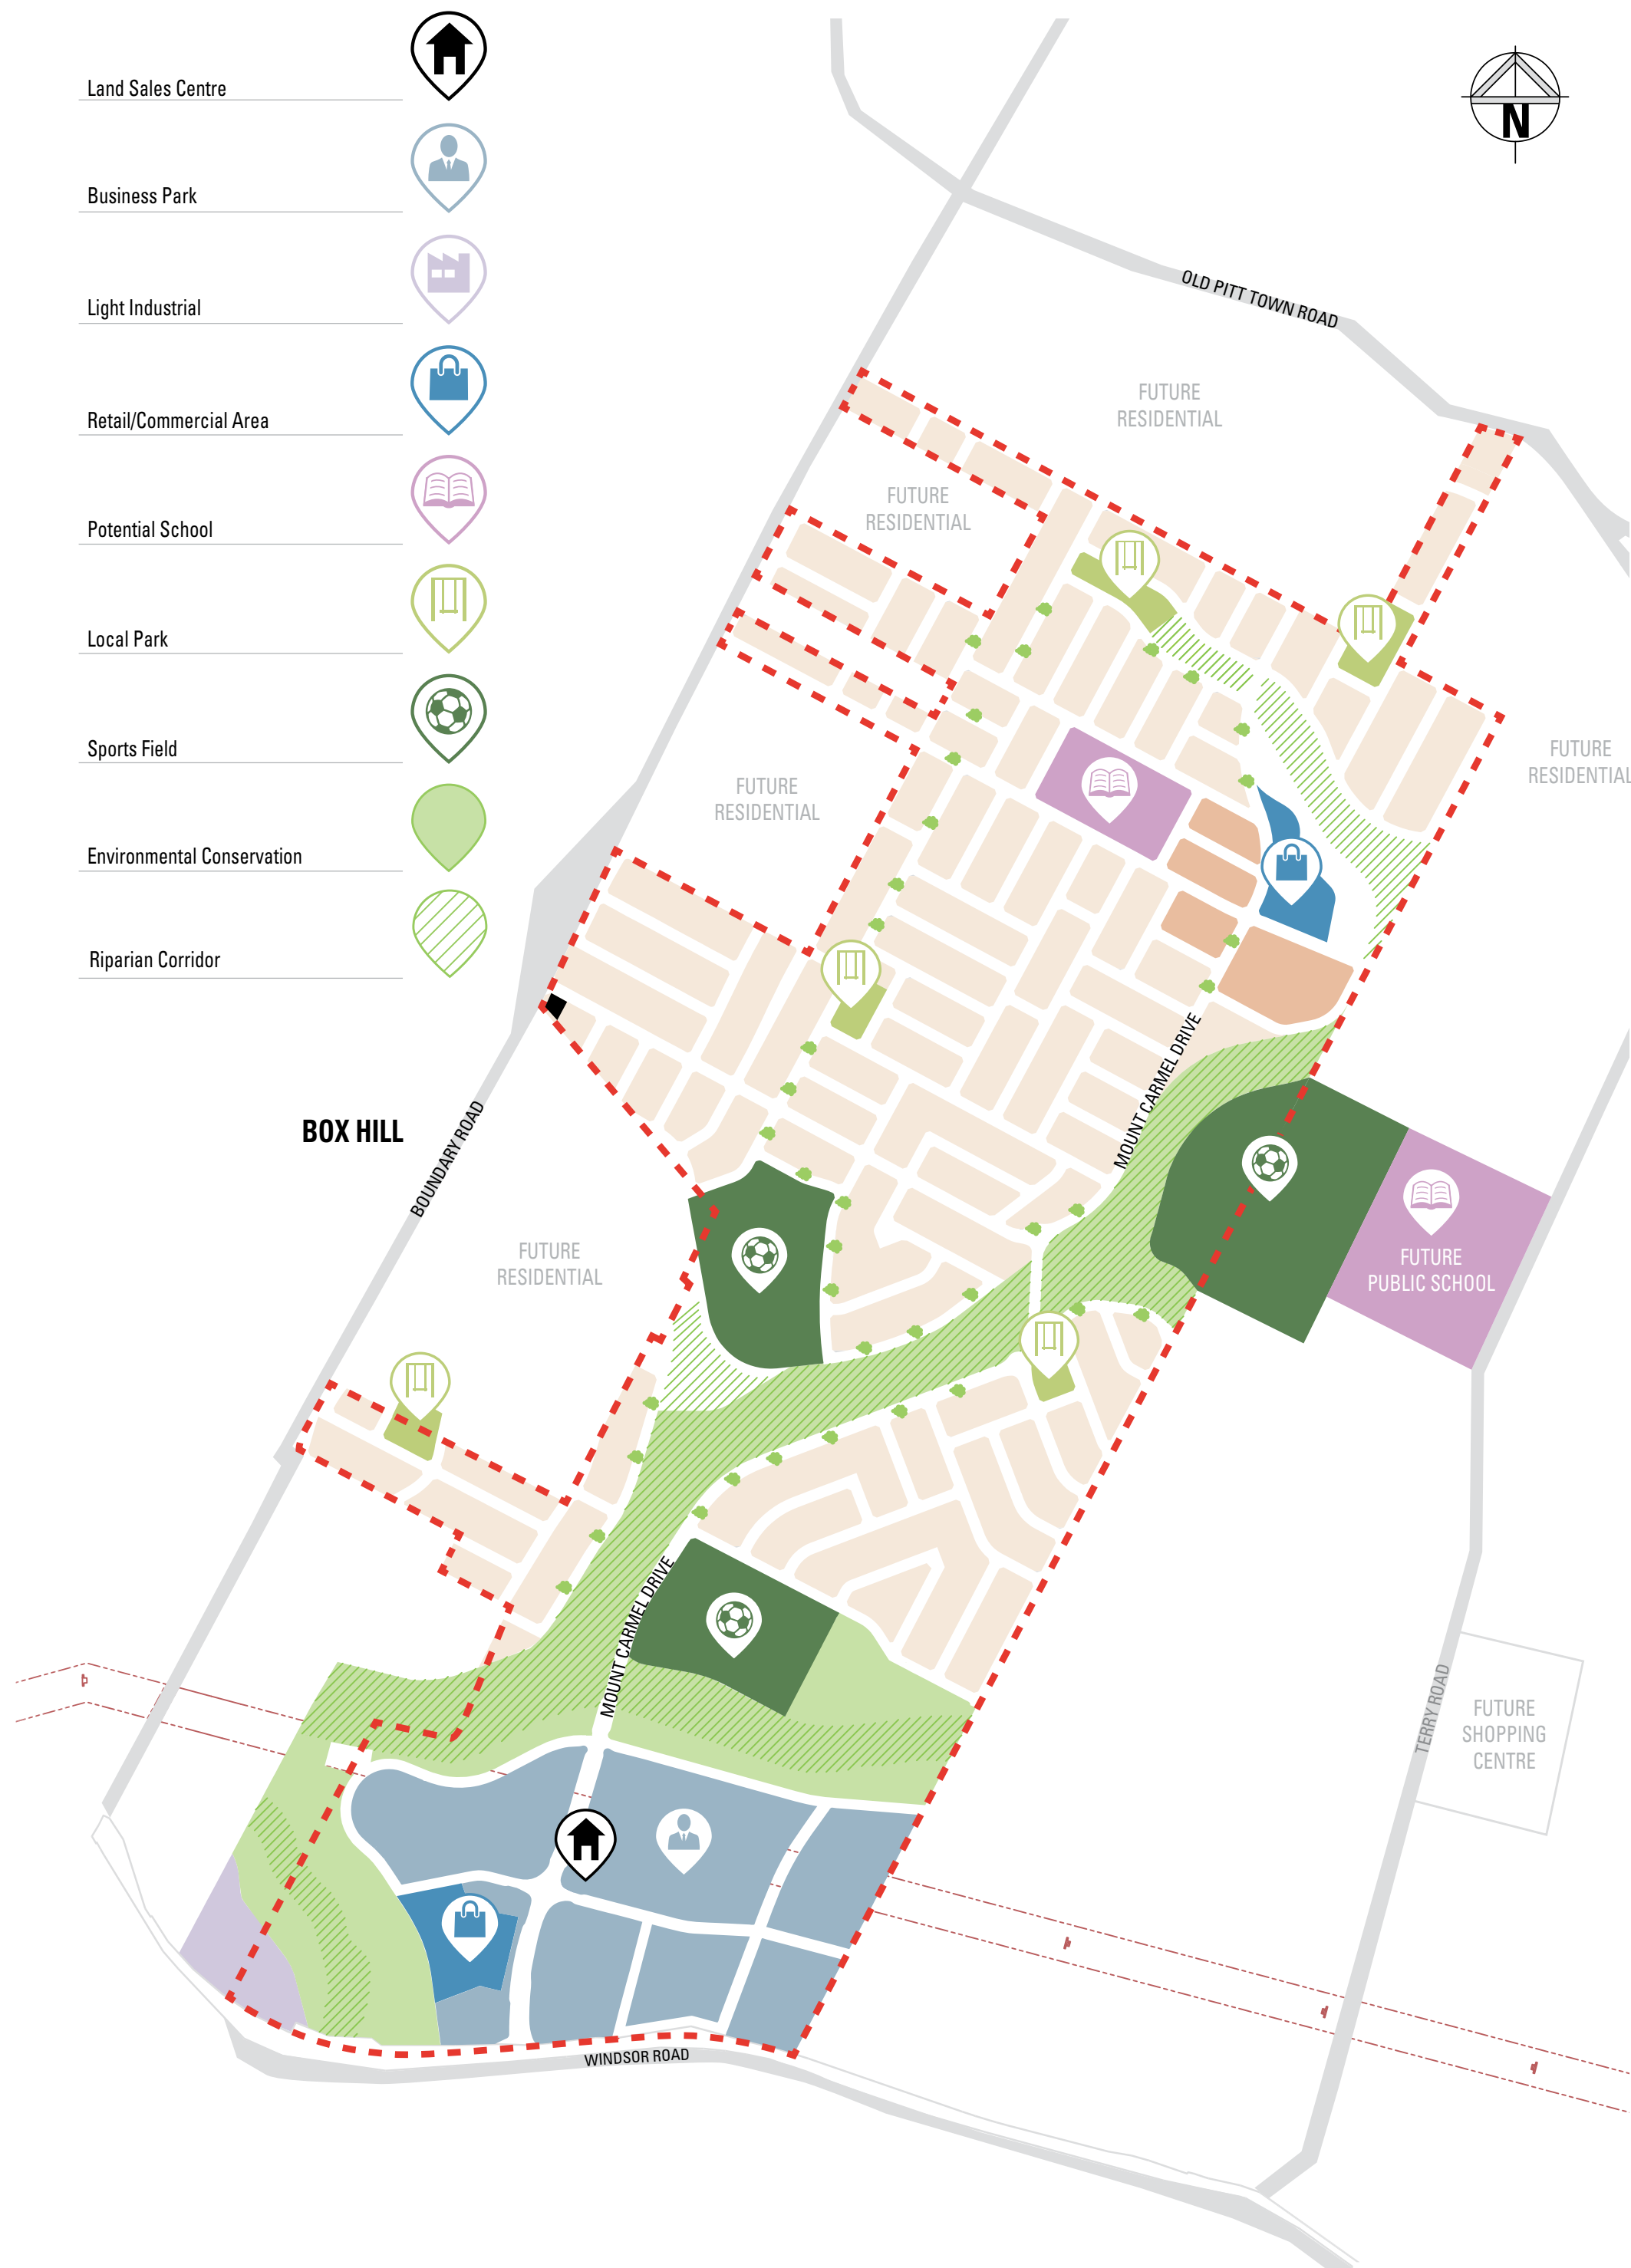 Land Sales Centre
Business Park
Light Industrial
Retail/Commercial Area
Potential School
Local Park
Sports Field
Environmental Conservation
Riparian Corridor
N
OLD PITT TOWN ROAD
FUTURE
RESIDENTIAL
FUTURE
RESIDENTIAL
FUTURE
RESIDENTIAL
FUTURE
RESIDENTIAL
MOUNT CARMEL DRIVE
BOX HILL
BOUNDARY ROAD
FUTURE
RESIDENTIAL
FUTURE
PUBLIC SCHOOL
MOUNT CARMEL DRIVE
TERRY ROAD
FUTURE
SHOPPING
CENTRE
WINDSOR ROAD